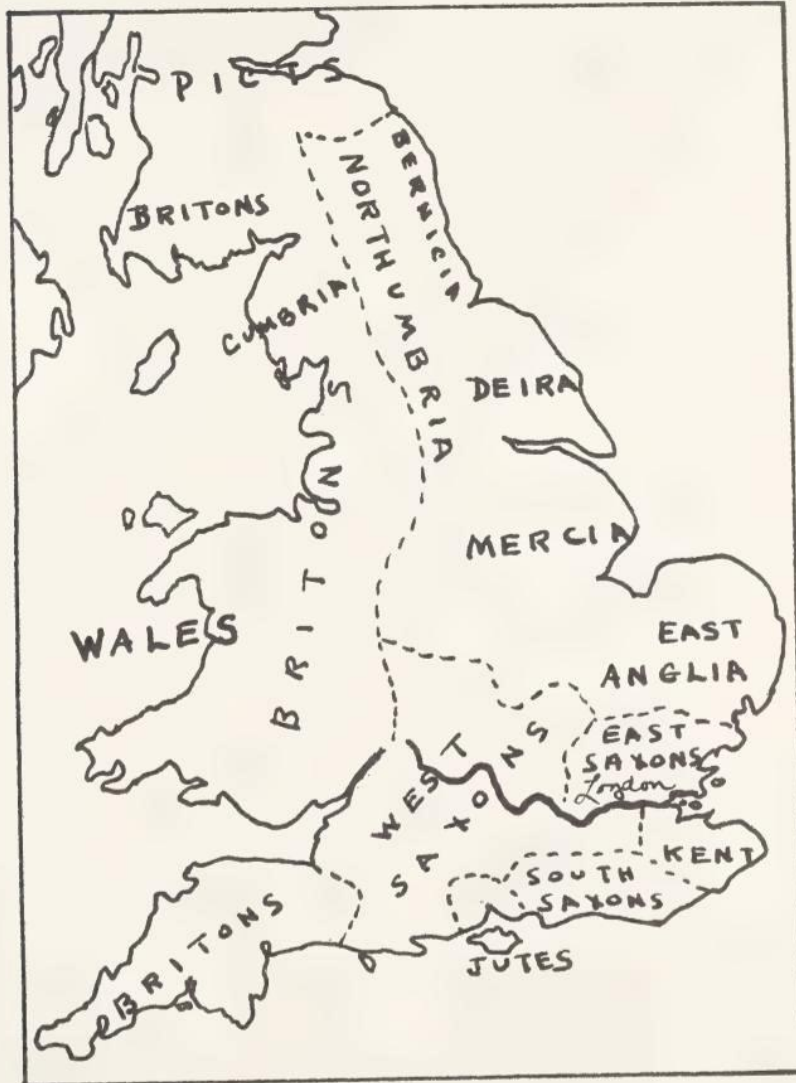 PICTS
BERNICIA
NORTHUMBRIA
BRITONS
CUMBRIA
DEIRA
BRITONS
MERCIA
WALES
EAST
ANGLIA
EAST
SAXONS
London
WEST
SAXONS
KENT
SOUTH
SAXONS
BRITONS
JUTES